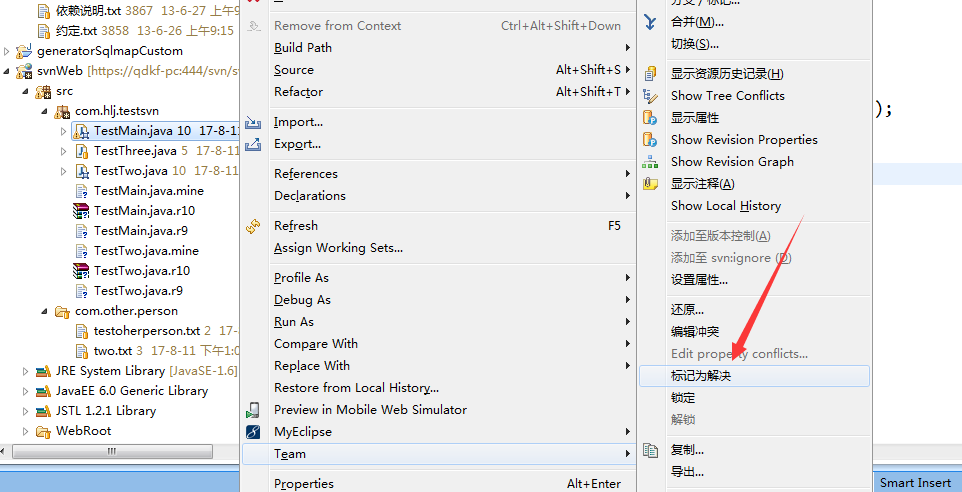 依赖说明.txt 3867 13-6-27 上午9
约定.txt 3858 13-6-26 上午9:15
generatorSqlmapCustom
svnWeb [https://qdkf-pc:444/svn/s
src
com.hlj.testsvn
TestMain.java 10 17-8-11
TestThree.java 5 17-8-11
TestTwo.java 10 17-8-11
TestMain.java.mine
TestMain.java.r10
TestMain.java.r9
TestTwo.java.mine
TestTwo.java.r10
TestTwo.java.r9
com.other.person
testoherperson.txt 2 17-8
two.txt 3 17-8-11 下午1:0
JRE System Library [JavaSE-1.6]
JavaEE 6.0 Generic Library
JSTL 1.2.1 Library
WebRoot
Remove from Context Ctrl+Alt+Shift+Down
Build Path
Source Alt+Shift+S
Refactor Alt+Shift+T
Import...
Export...
References
Declarations
Refresh F5
Assign Working Sets...
Profile As
Debug As
Run As
Compare With
Replace With
Restore from Local History...
Preview in Mobile Web Simulator
MyEclipse
Team
Properties Alt+Enter
合并(M)...
切换(S)...
显示资源历史记录(H)
Show Tree Conflicts
显示属性
Show Revision Properties
Show Revision Graph
显示注释(A)
Show Local History
添加至版本控制(A)
添加至 svn:ignore (D)
设置属性...
还原...
编辑冲突
Edit property conflicts...
标记为解决
锁定
解锁
复制...
导出...
);
Smart Insert